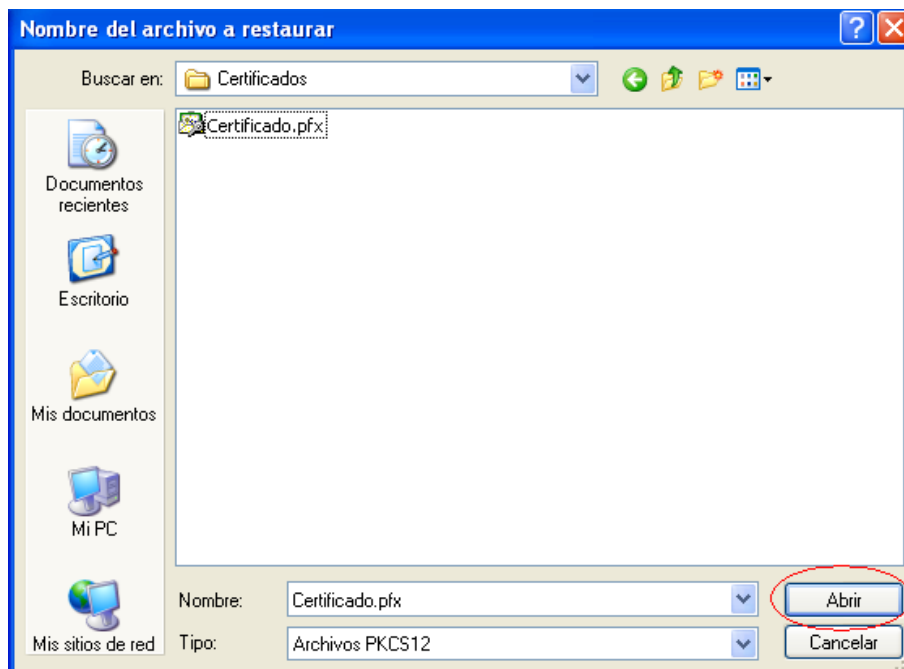 Nombre del archivo a restaurar
Buscar en:
Certificados
Certificado.pfx
Documentos
recientes
Escritorio
Mis documentos
Mi PC
Mis sitios de red
Nombre:
Certificado.pfx
Abrir
Tipo:
Archivos PKCS12
Cancelar